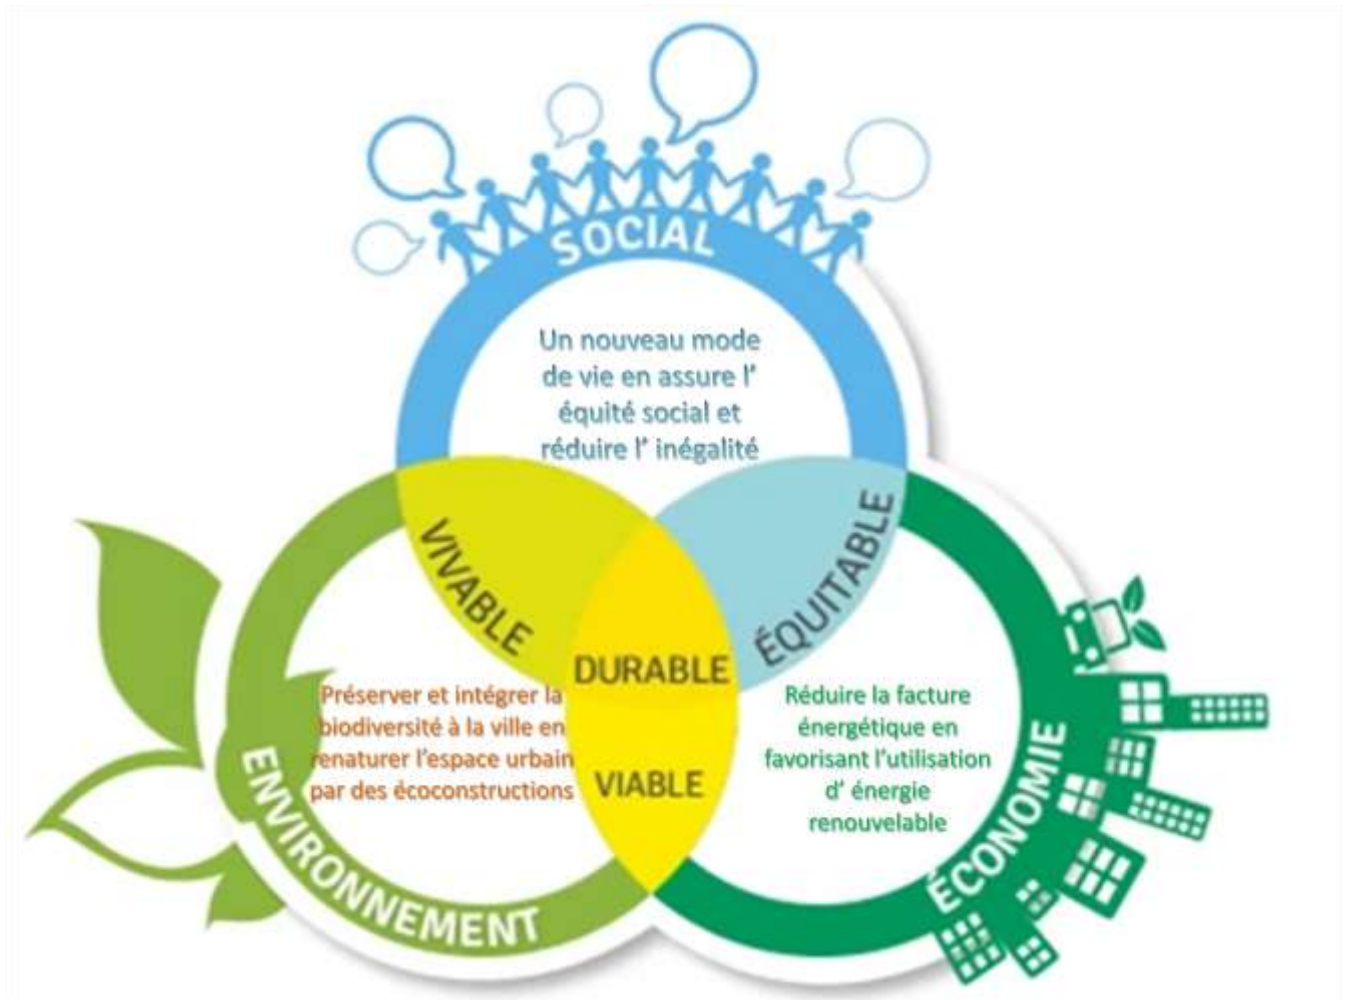 SOCIAL
Un nouveau mode
de vie en assure l'
équité social et
réduire l' inégalité
VIVABLE
ÉQUITABLE
DURABLE
VIABLE
Préserver et intégrer la
biodiversité à la ville en
renaturer l'espace urbain
par des écoconstructions
Réduire la facture
énergétique en
favorisant l'utilisation
d' énergie
renouvelable
ENVIRONNEMENT
ÉCONOMIE